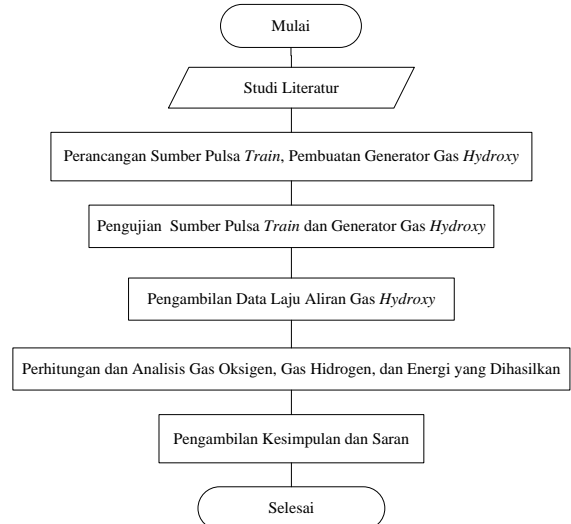 Mulai
Studi Literatur
Perancangan Sumber Pulsa Train, Pembuatan Generator Gas Hydroxy
Pengujian Sumber Pulsa Train dan Generator Gas Hydroxy
Pengambilan Data Laju Aliran Gas Hydroxy
Perhitungan dan Analisis Gas Oksigen, Gas Hidrogen, dan Energi yang Dihasilkan
Pengambilan Kesimpulan dan Saran
Selesai